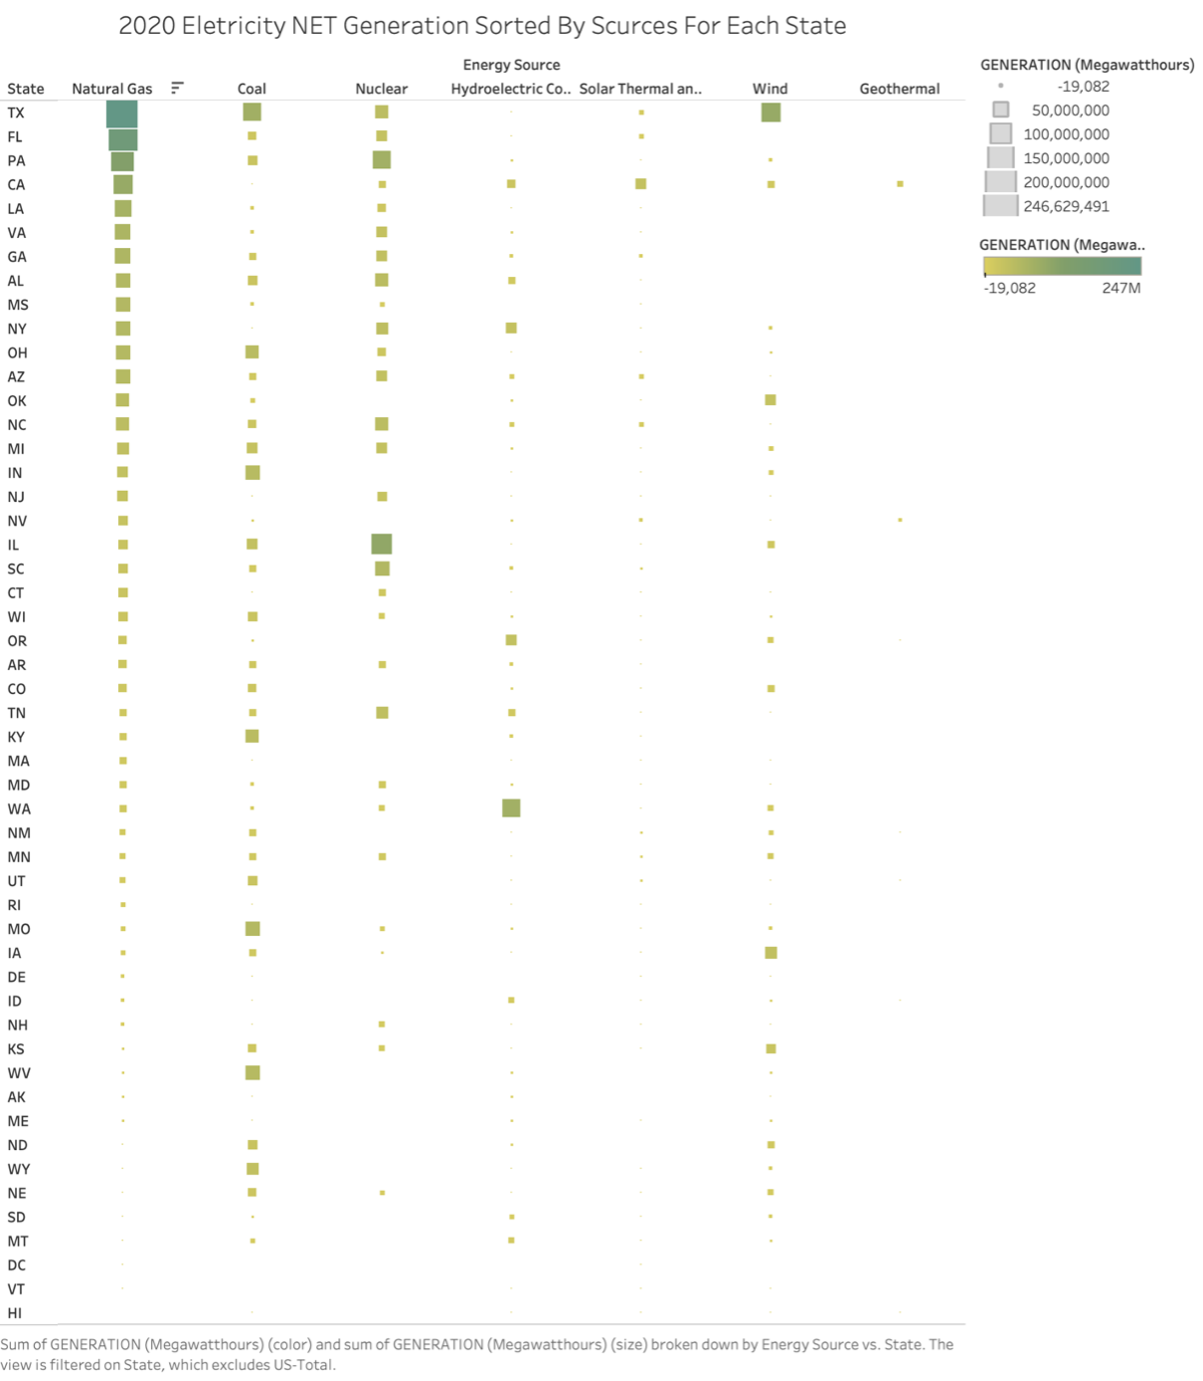 2020 Eletricity NET Generation Sorted By Scurces For Each State
Energy Source
State Natural Gas Coal Nuclear Hydroelectric Co.. Solar Thermal an.. Wind Geothermal
TX
FL
PA
CA
LA
VA
GA
AL
MS
NY
OH
AZ
OK
NC
MI
IN
NJ
NV
IL
SC
CT
WI
OR
AR
CO
TN
KY
MA
MD
WA
NM
MN
UT
RI
MO
IA
DE
ID
NH
KS
WV
AK
ME
ND
WY
NE
SD
MT
DC
VT
HI
GENERATION (Megawatthours)
-19,082
50,000,000
100,000,000
150,000,000
200,000,000
246,629,491
GENERATION (Megawa..
-19,082 247M
Sum of GENERATION (Megawatthours) (color) and sum of GENERATION (Megawatthours) (size) broken down by Energy Source vs. State. The
view is filtered on State, which excludes US-Total.